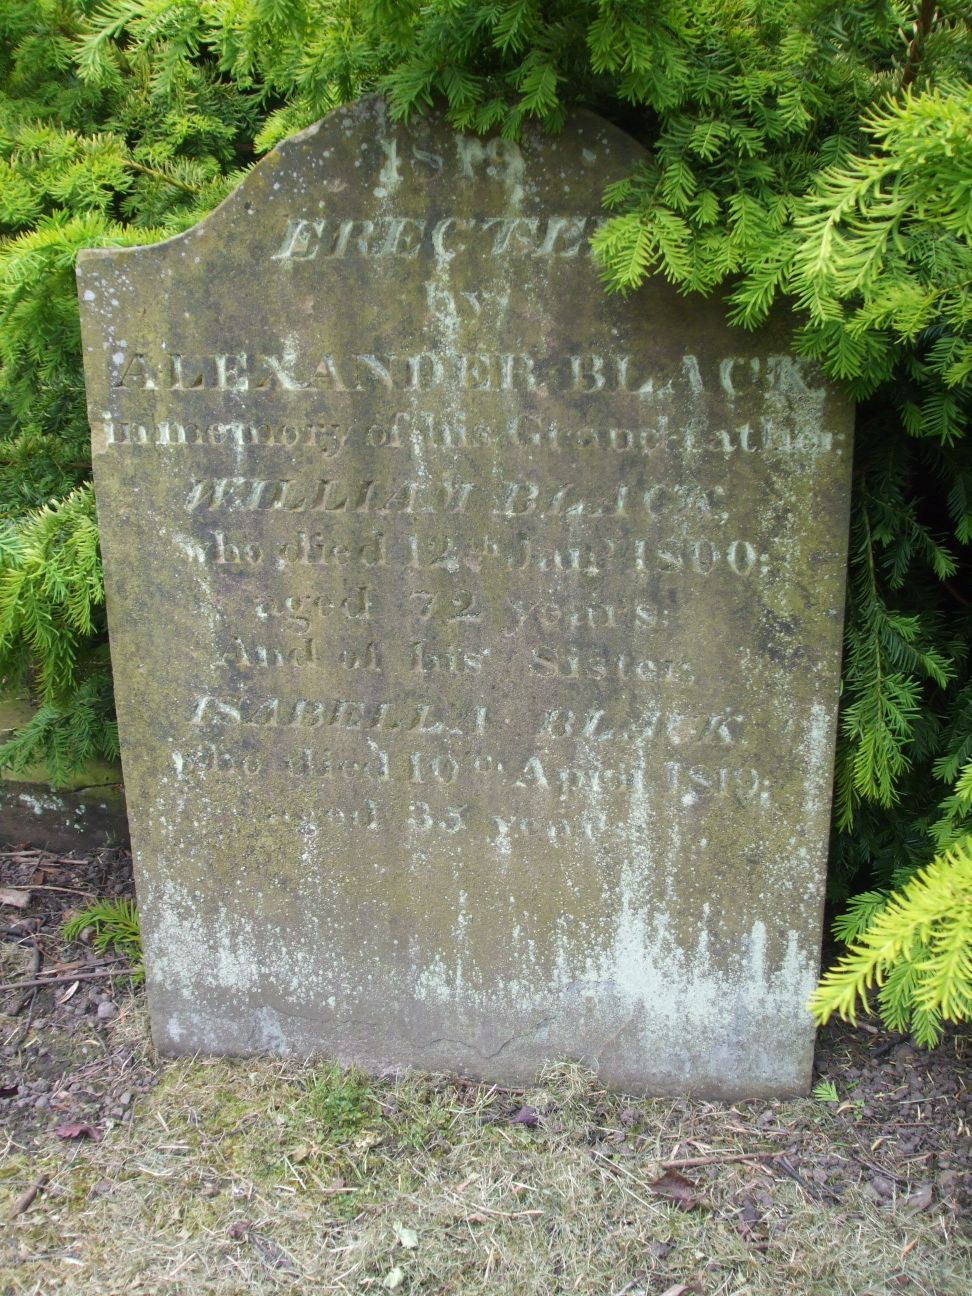 1819.
ERECTE
by
ALEXANDER BLACK
in memory of his Grandfather
WILLIAM BLACK,
who died 12th Jany 1800:
aged 72 years.
And of his Sister
ISABELLA BLACK
who died 10th April 1819:
aged 35 years.